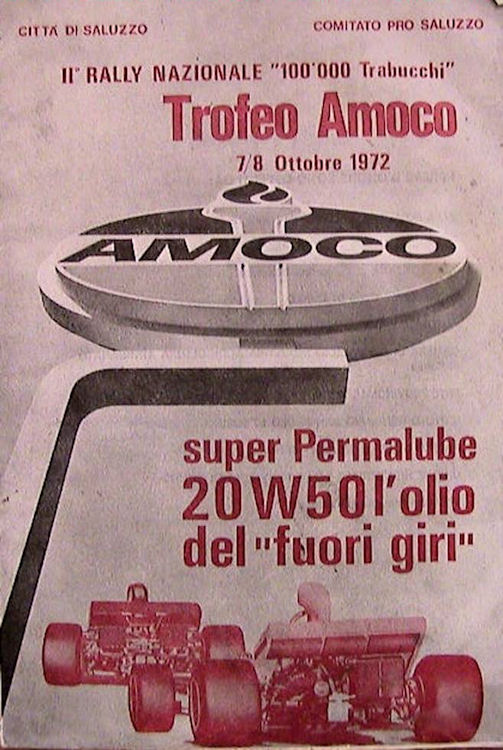 CITTÀ DI SALUZZO
COMITATO PRO SALUZZO
II° RALLY NAZIONALE "100'000 Trabucchi"
Trofeo Amoco
7/8 Ottobre 1972
AMOCO
super Permalube
20W50 l'olio
del "fuori giri"